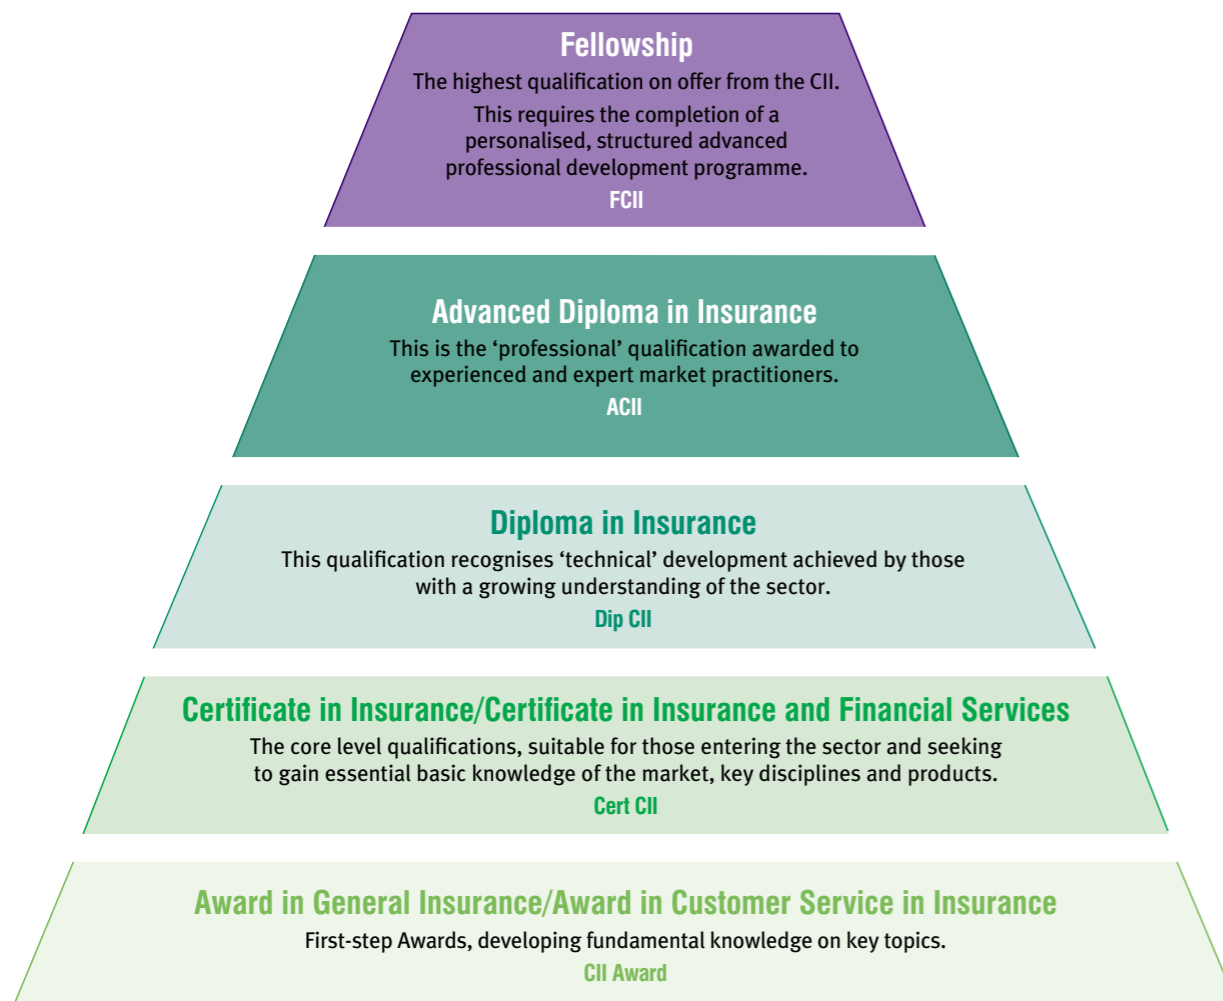 Fellowship
The highest qualification on offer from the CII.
This requires the completion of a
personalised, structured advanced
professional development programme.
FCII
Advanced Diploma in Insurance
This is the ‘professional’ qualification awarded to
experienced and expert market practitioners.
ACII
Diploma in Insurance
This qualification recognises ‘technical’ development achieved by those
with a growing understanding of the sector.
Dip CII
Certificate in Insurance/Certificate in Insurance and Financial Services
The core level qualifications, suitable for those entering the sector and seeking
to gain essential basic knowledge of the market, key disciplines and products.
Cert CII
Award in General Insurance/Award in Customer Service in Insurance
First-step Awards, developing fundamental knowledge on key topics.
CII Award